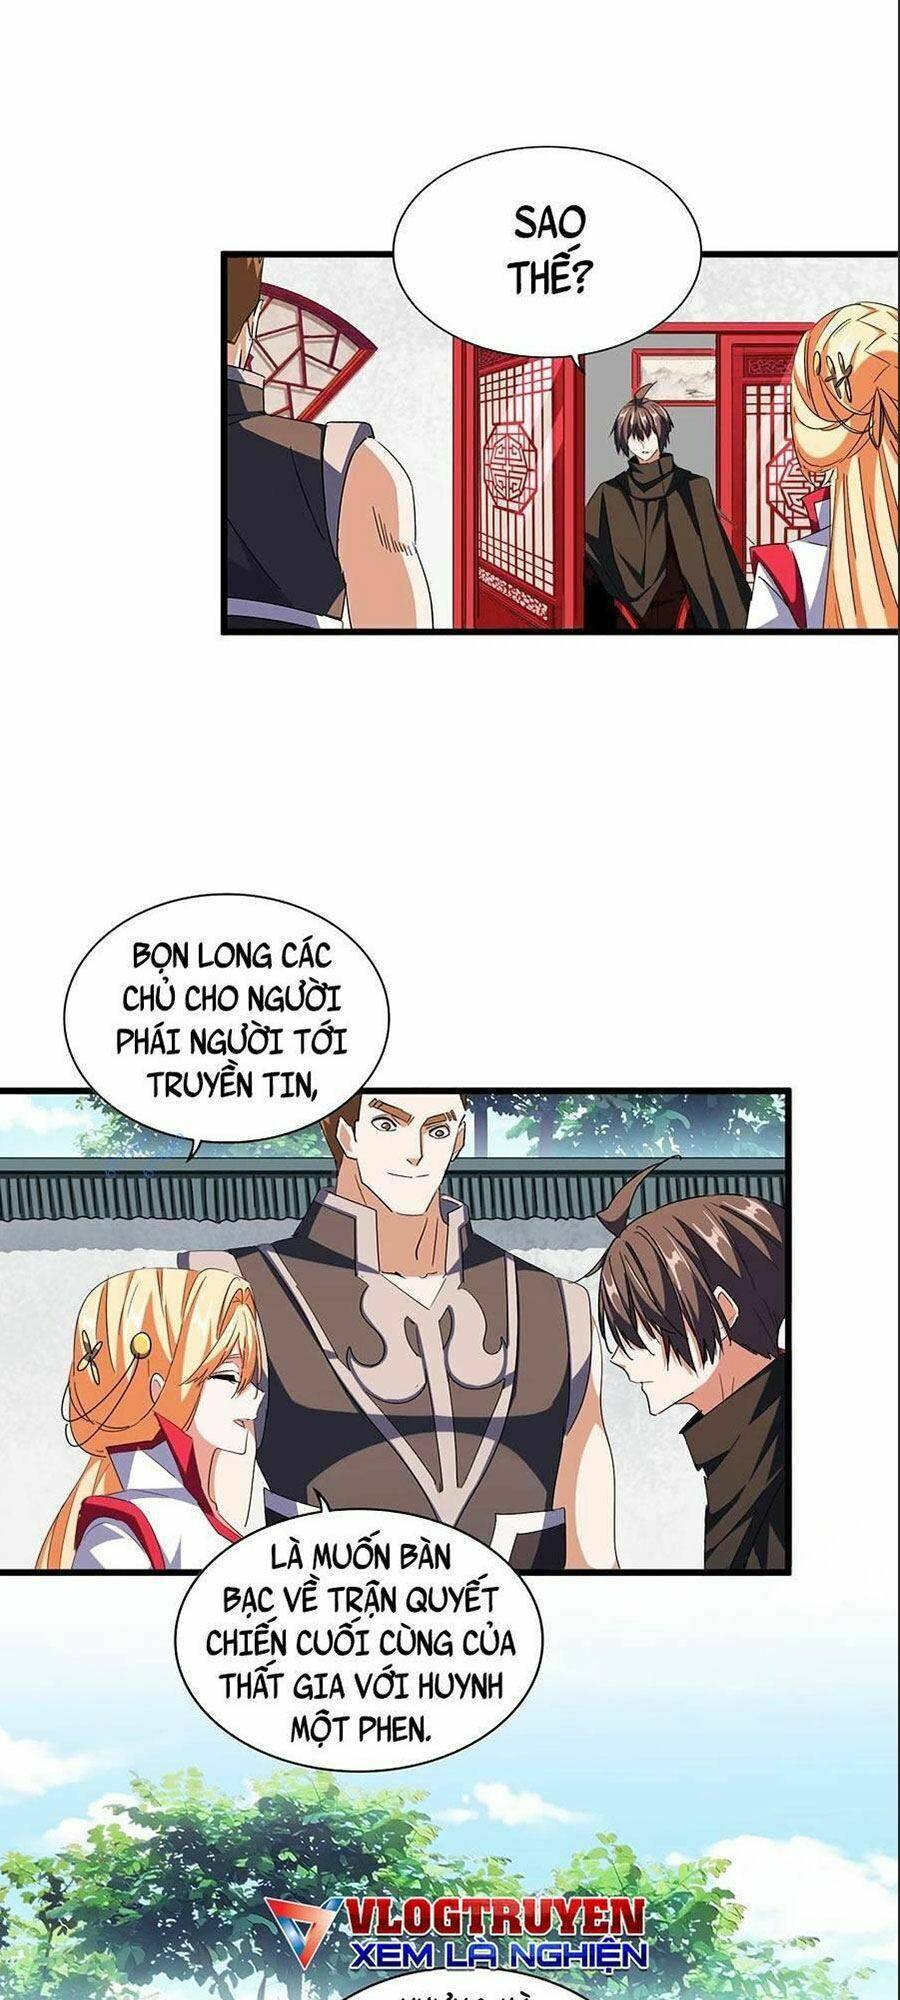 SAO
THẾ?
BỌN LONG CÁC
CHỦ CHO NGƯỜI
PHÁI NGƯỜI TỚI
TRUYỀN TIN,
LÀ MUỐN BÀN
BẠC VỀ TRẬN QUYẾT
CHIẾN CUỐI CÙNG CỦA
THẤT GIA VỚI HUYNH
MỘT PHEN.
VLOGTRUYEN
XEM LÀ NGHIỆN